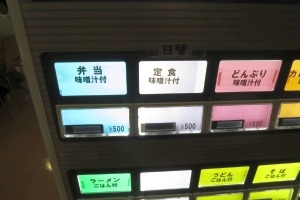 日替
弁当
味噌汁付
定食
味噌汁付
どんぶり
味噌汁付
カ
¥500
¥500
ラーメン
ごはん付
うどん
ごはん付
そば
ごはん付